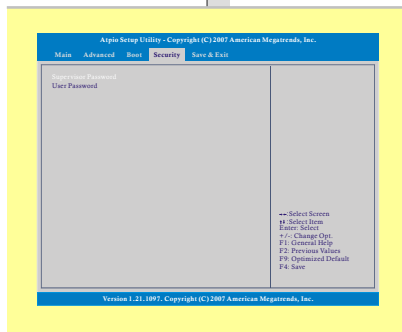 Atpio Setup Utility - Copyright (C) 2007 American Megatrends, Inc.
Main Advanced Boot Security Save & Exit
Supervisor Password
User Password
→←:Select Screen
↑↓:Select Item
Enter: Select
+/-: Change Opt.
F1: General Help
F2: Previous Values
F9: Optimized Default
F4: Save
Version 1.21.1097. Copyright (C) 2007 American Megatrends, Inc.